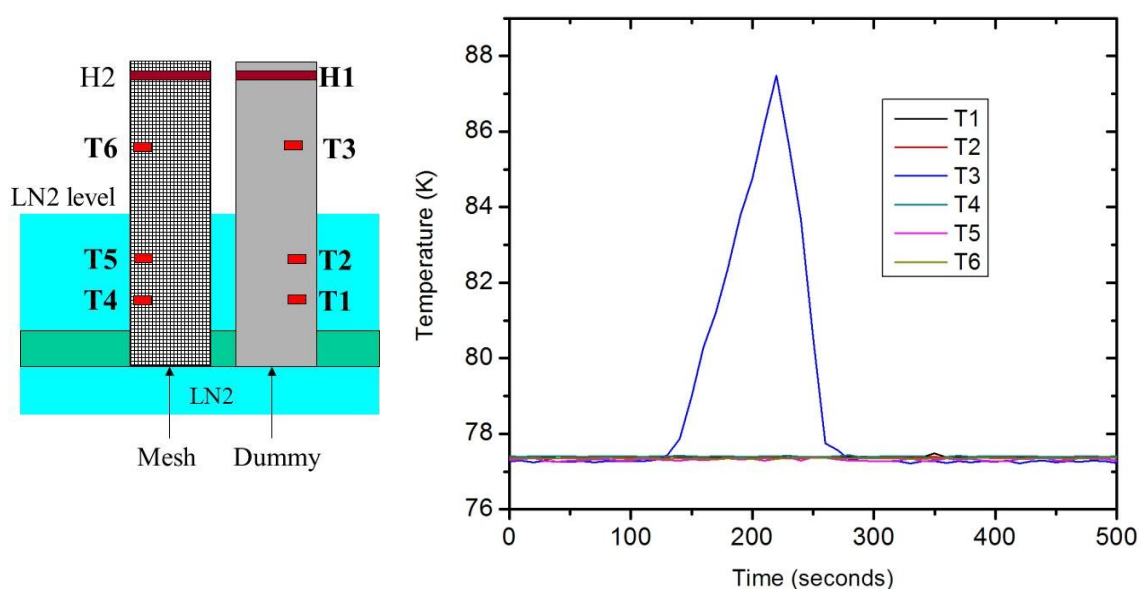 H2
H1
T6
T3
LN2 level
T5
T2
T4
T1
LN2
Mesh
Dummy
88
86
84
82
80
78
76
Temperature (K)
T1
T2
T3
T4
T5
T6
0
100
200
300
400
500
Time (seconds)